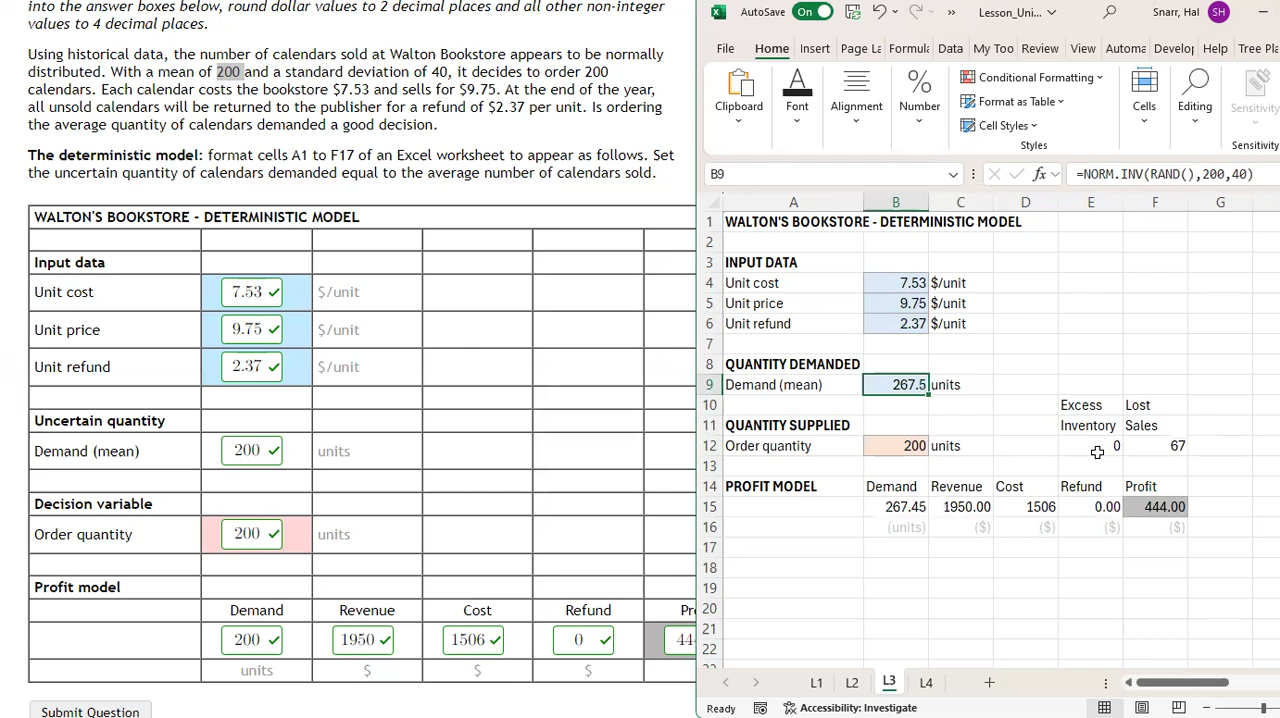 into the answer boxes below, round dollar values to 2 decimal places and all other non-integer
values to 4 decimal places.
Using historical data, the number of calendars sold at Walton Bookstore appears to be normally
distributed. With a mean of 200 and a standard deviation of 40, it decides to order 200
calendars. Each calendar costs the bookstore $7.53 and sells for $9.75. At the end of the year,
all unsold calendars will be returned to the publisher for a refund of $2.37 per unit. Is ordering
the average quantity of calendars demanded a good decision.
The deterministic model: format cells A1 to F17 of an Excel worksheet to appear as follows. Set
the uncertain quantity of calendars demanded equal to the average number of calendars sold.
WALTON'S BOOKSTORE - DETERMINISTIC MODEL
Input data
Unit cost 7.53 $/unit
Unit price 9.75 $/unit
Unit refund 2.37 $/unit
Uncertain quantity
Demand (mean) 200 units
Decision variable
Order quantity 200 units
Profit model
Demand Revenue Cost Refund Pr
200 1950 1506 0 44
units $ $ $
Submit Question
AutoSave On Lesson_Uni... Snarr, Hal SH
File Home Insert Page La Formula Data My Too Review View Automa Develop Help Tree Pla
Clipboard Font Alignment Number Conditional Formatting Format as Table Cell Styles Styles Cells Editing Sensitivity
Sensitivity
B9 fx =NORM.INV(RAND(),200,40)
A B C D E F G
1 WALTON'S BOOKSTORE - DETERMINISTIC MODEL
2
3 INPUT DATA
4 Unit cost 7.53 $/unit
5 Unit price 9.75 $/unit
6 Unit refund 2.37 $/unit
7
8 QUANTITY DEMANDED
9 Demand (mean) 267.5 units
10 Excess Lost
11 QUANTITY SUPPLIED Inventory Sales
12 Order quantity 200 units 0 67
13
14 PROFIT MODEL Demand Revenue Cost Refund Profit
15 267.45 1950.00 1506 0.00 444.00
16 (units) ($) ($) ($)
17
18
19
20
21
22
L1 L2 L3 L4
Ready Accessibility: Investigate